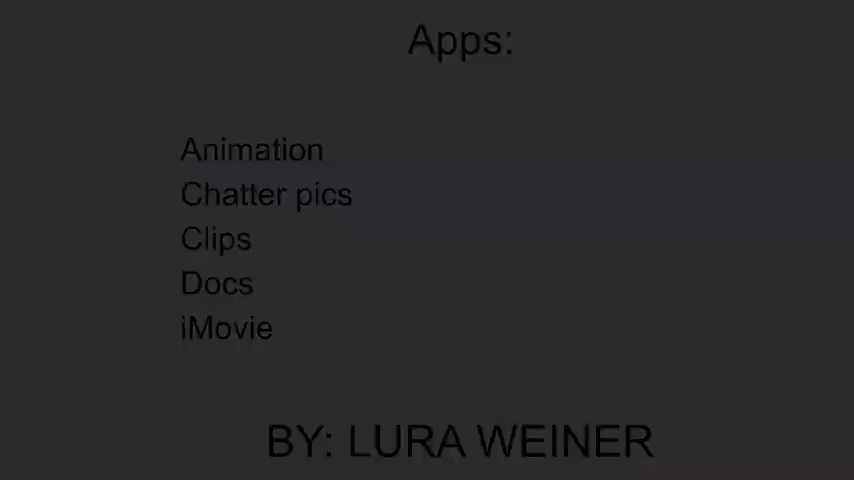 Apps:
Animation
Chatter pics
Clips
Docs
iMovie
BY: LURA WEINER